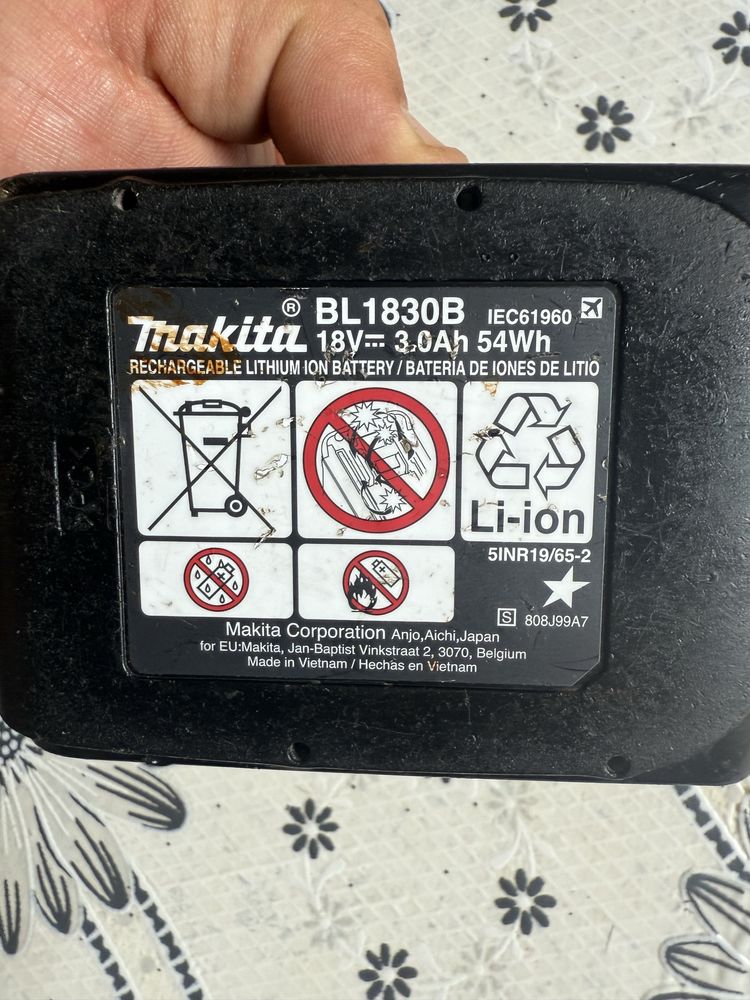 makita® BL1830B IEC61960
18V⎓ 3.0Ah 54Wh
RECHARGEABLE LITHIUM ION BATTERY / BATERÍA DE IONES DE LITIO
Li-ion
5INR19/65-2
S 808J99A7
Makita Corporation Anjo,Aichi,Japan
for EU:Makita, Jan-Baptist Vinkstraat 2, 3070, Belgium
Made in Vietnam / Hechas en Vietnam